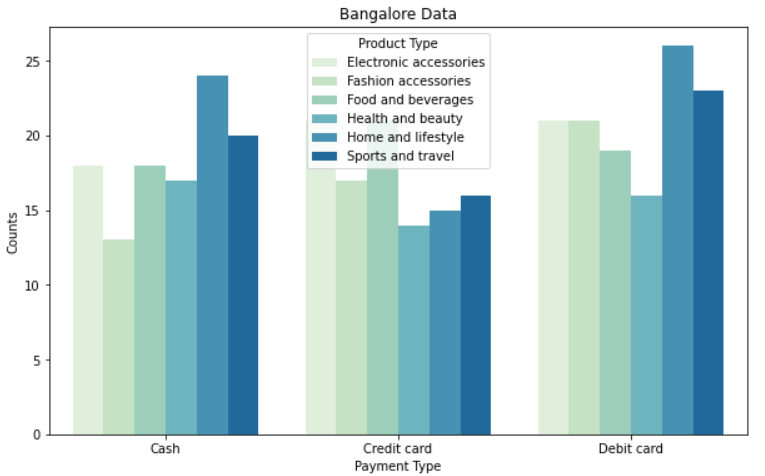 Bangalore Data
Product Type
Electronic accessories
Fashion accessories
Food and beverages
Health and beauty
Home and lifestyle
Sports and travel
Counts
25
20
15
10
5
0
Cash
Credit card
Debit card
Payment Type